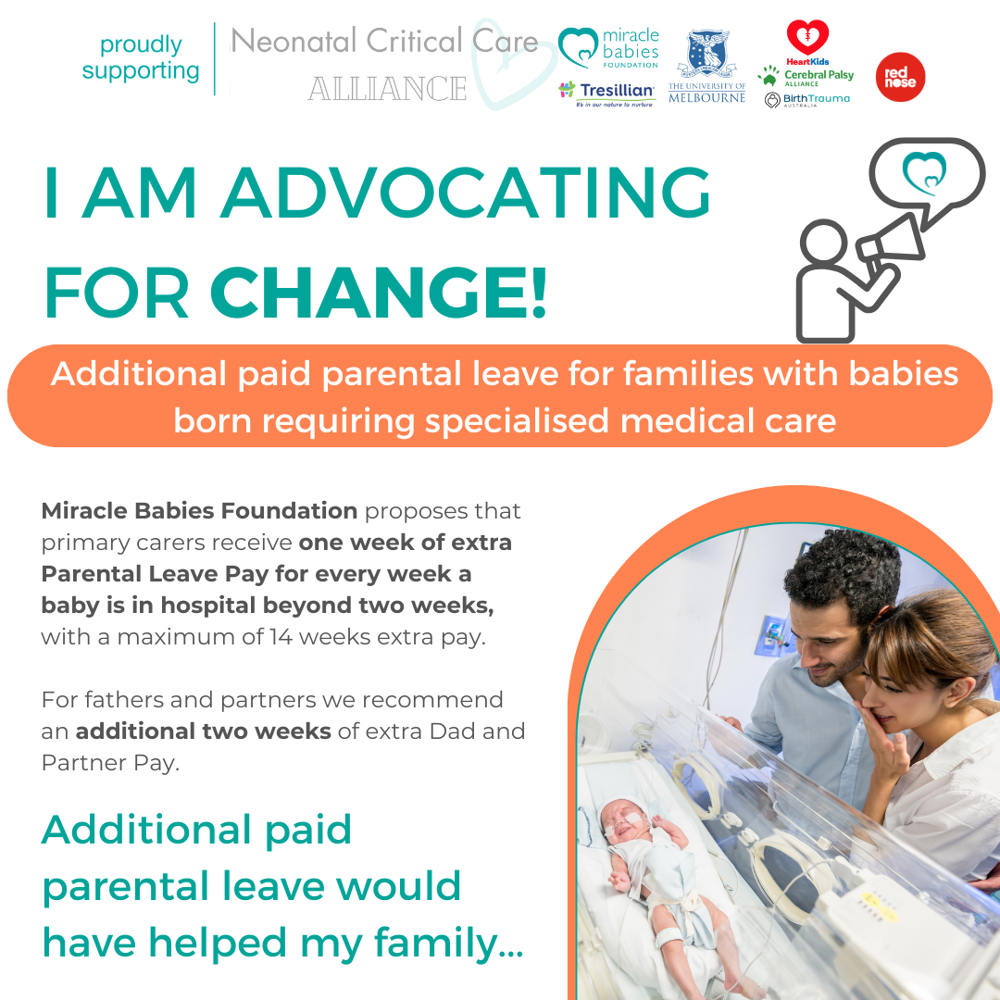 proudly
supporting
Neonatal Critical Care
ALLIANCE
miracle
babies
FOUNDATION
Tresillian
It's in our nature to nurture
THE UNIVERSITY OF
MELBOURNE
HeartKids
Cerebral Palsy
ALLIANCE
BirthTrauma
AUSTRALIA
red
nose
I AM ADVOCATING
FOR CHANGE!
Additional paid parental leave for families with babies
born requiring specialised medical care
Miracle Babies Foundation proposes that
primary carers receive one week of extra
Parental Leave Pay for every week a
baby is in hospital beyond two weeks,
with a maximum of 14 weeks extra pay.
For fathers and partners we recommend
an additional two weeks of extra Dad and
Partner Pay.
Additional paid
parental leave would
have helped my family...